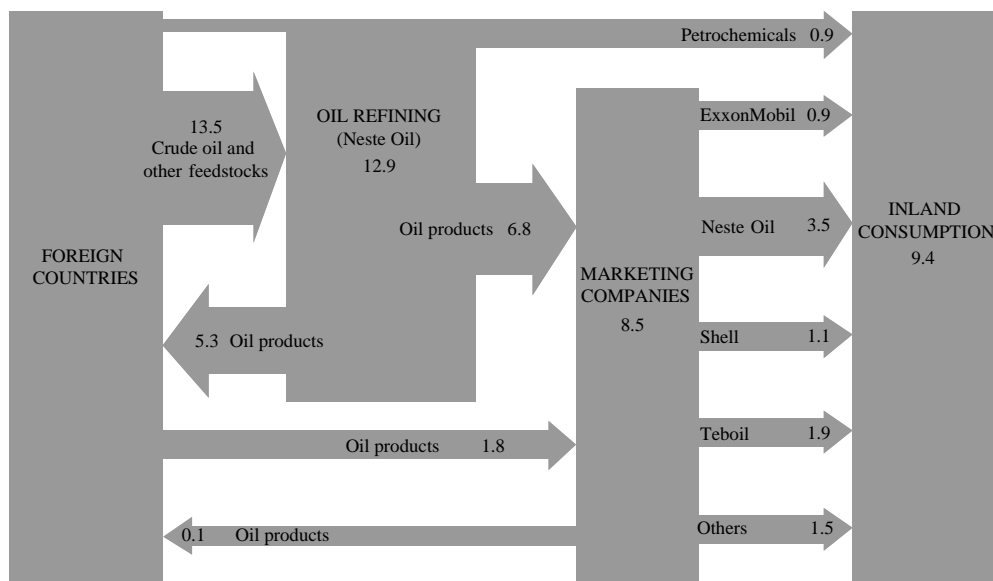 Petrochemicals 0.9
13.5
Crude oil and
other feedstocks
OIL REFINING
(Neste Oil)
12.9
ExxonMobil 0.9
Oil products 6.8
Neste Oil 3.5
INLAND
CONSUMPTION
9.4
FOREIGN
COUNTRIES
MARKETING
COMPANIES
8.5
5.3 Oil products
Shell 1.1
Oil products 1.8
Teboil 1.9
0.1 Oil products
Others 1.5